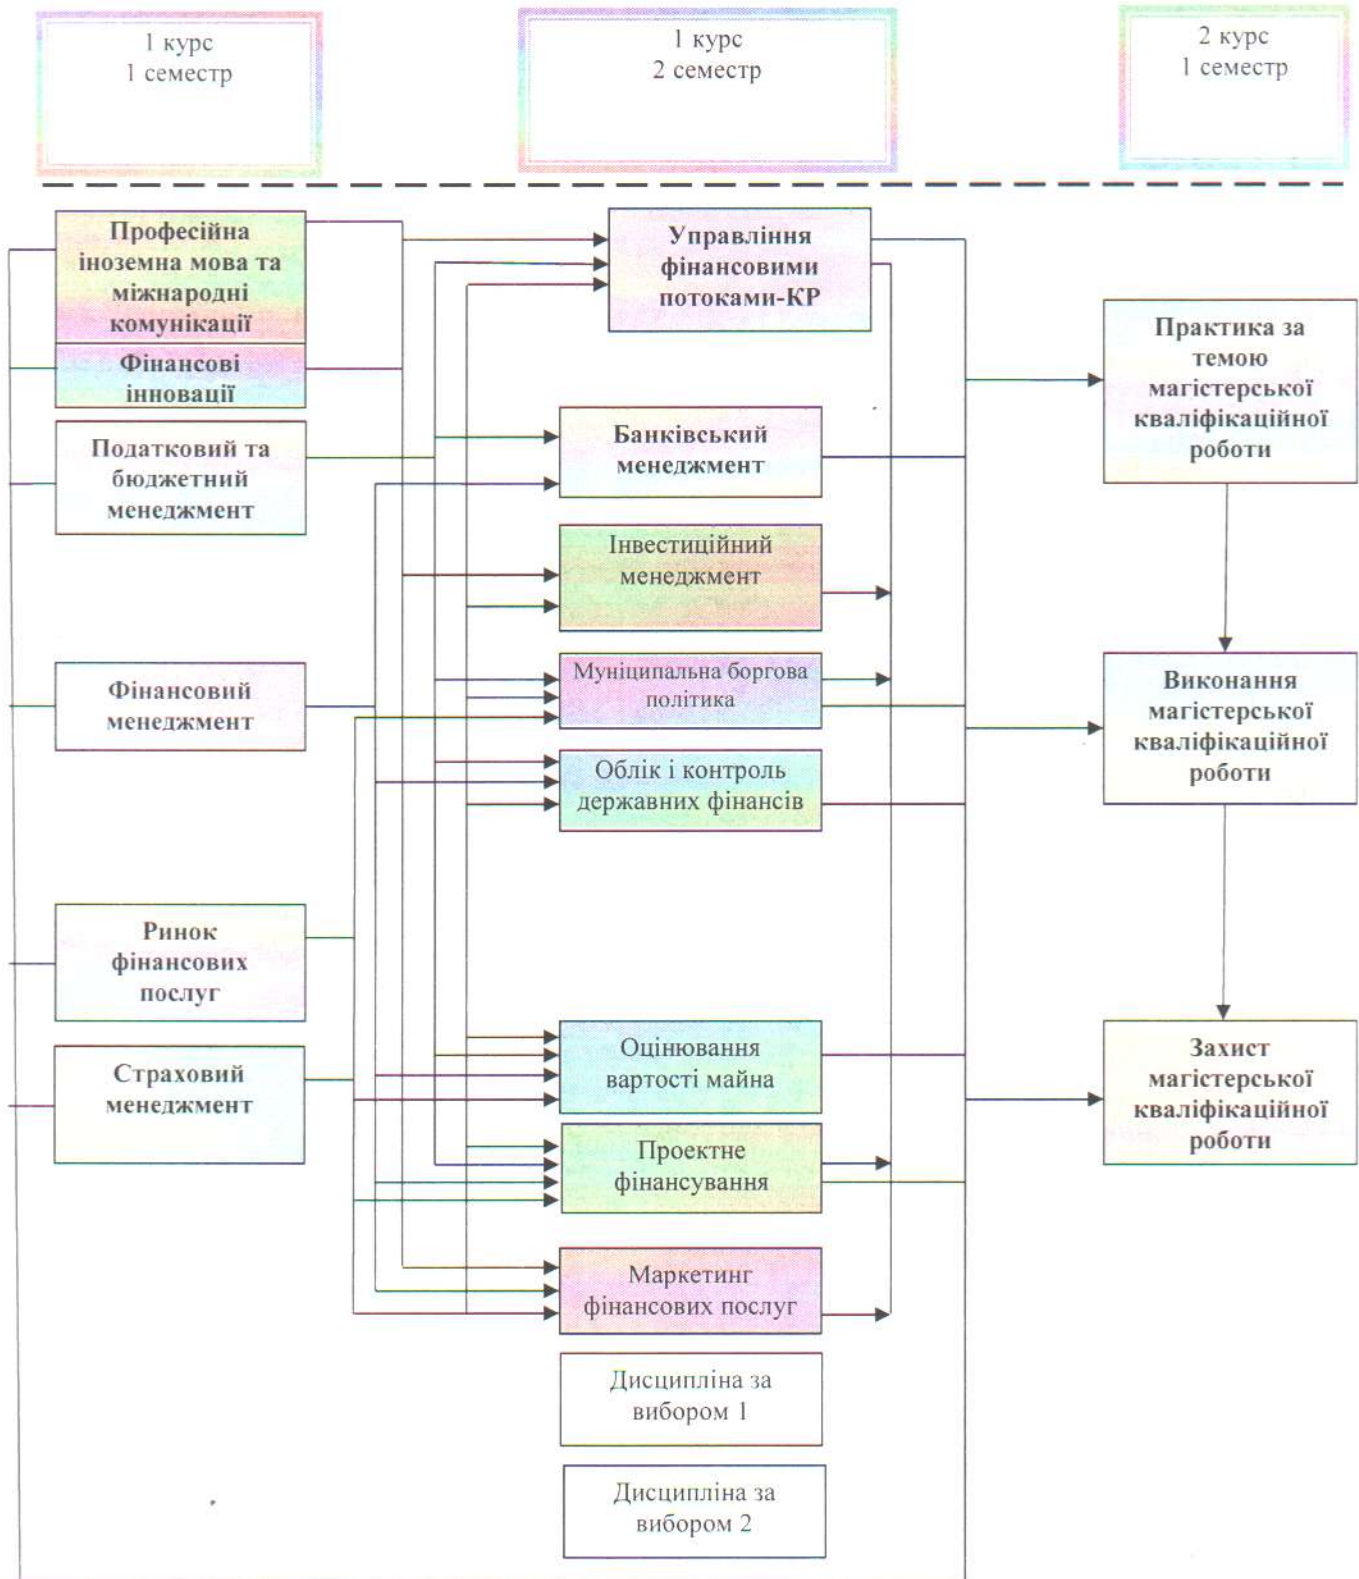 1 курс
1 семестр
1 курс
2 семестр
2 курс
1 семестр
Професійна
іноземна мова та
міжнародні
комунікації
Фінансові
інновації
Податковий та
бюджетний
менеджмент
Фінансовий
менеджмент
Ринок
фінансових
послуг
Страховий
менеджмент
Управління
фінансовими
потоками-КР
Банківський
менеджмент
Інвестиційний
менеджмент
Муніципальна боргова
політика
Облік і контроль
державних фінансів
Оцінювання
вартості майна
Проектне
фінансування
Маркетинг
фінансових послуг
Дисципліна за
вибором 1
Дисципліна за
вибором 2
Практика за
темою
магістерської
кваліфікаційної
роботи
Виконання
магістерської
кваліфікаційної
роботи
Захист
магістерської
кваліфікаційної
роботи